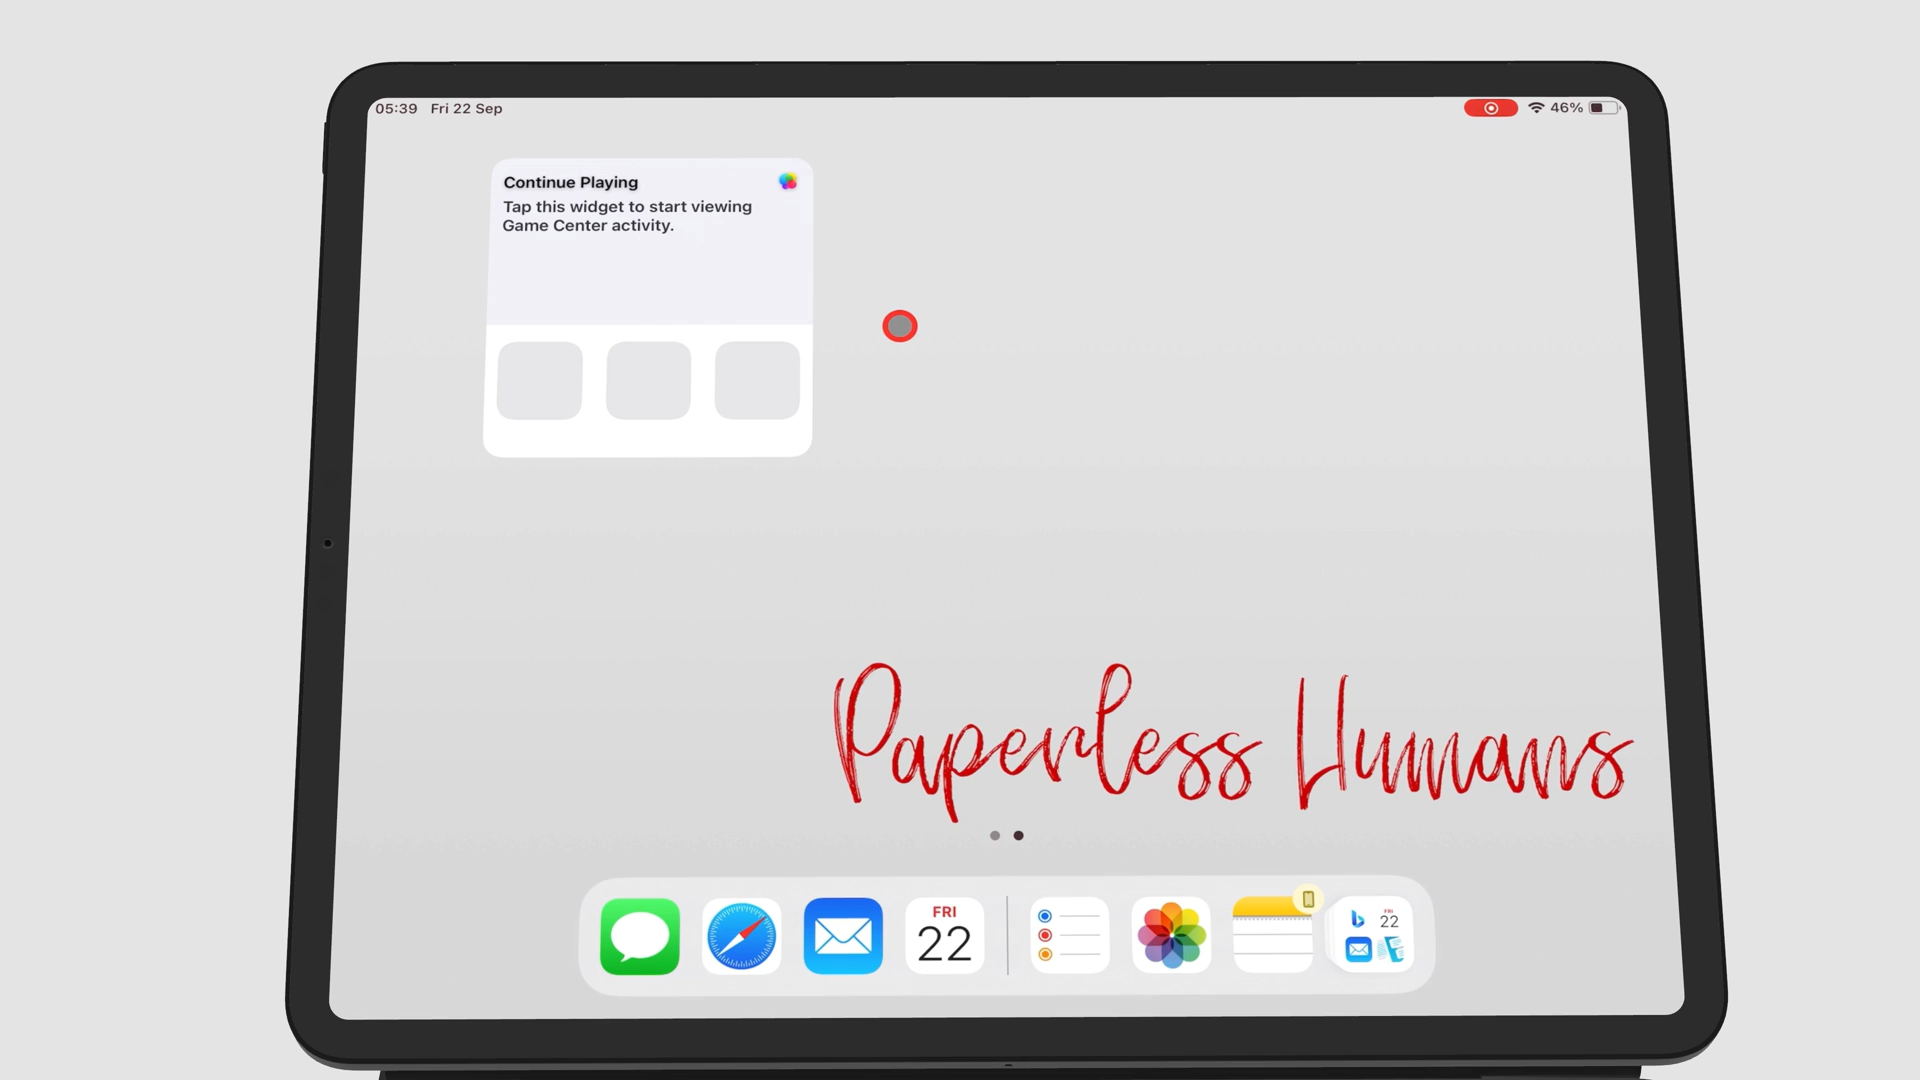 05:39 Fri 22 Sep
46%
Continue Playing
Tap this widget to start viewing
Game Center activity.
Paperless Humans
FRI
22
FRI
22